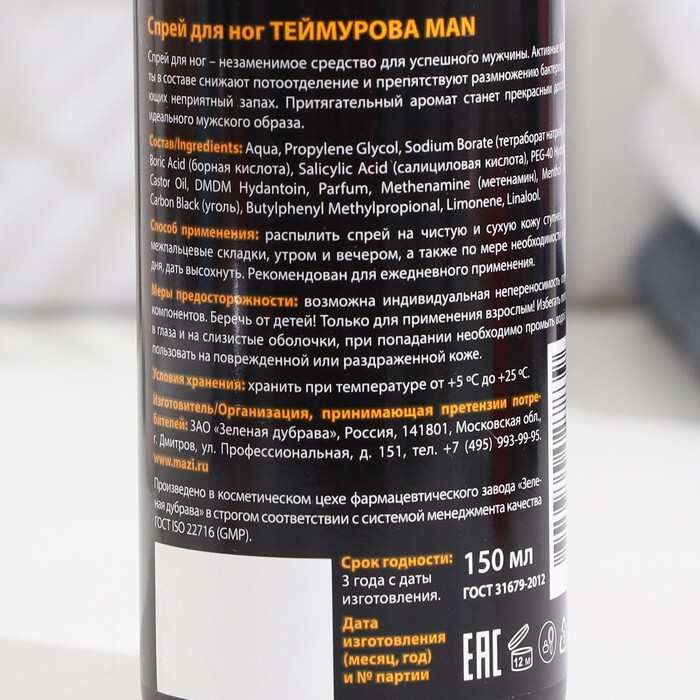 Спрей для ног ТЕЙМУРОВА MAN
Спрей для ног – незаменимое средство для успешного мужчины. Активные
ты в составе снижают потоотделение и препятствуют размножению бактерий,
ющих неприятный запах. Притягательный аромат станет прекрасным
идеального мужского образа.
Состав/Ingredients: Aqua, Propylene Glycol, Sodium Borate (тетраборат натрия),
Boric Acid (борная кислота), Salicylic Acid (салициловая кислота), PEG-40
Castor Oil, DMDM Hydantoin, Parfum, Methenamine (метенамин), Menthol
Carbon Black (уголь), Butylphenyl Methylpropional, Limonene, Linalool.
Способ применения: распылить спрей на чистую и сухую кожу ступней
межпальцевые складки, утром и вечером, а также по мере необходимости в
дня, дать высохнуть. Рекомендован для ежедневного применения.
Меры предосторожности: возможна индивидуальная непереносимость
компонентов. Беречь от детей! Только для применения взрослым! Избегать
в глаза и на слизистые оболочки, при попадании необходимо промыть
пользовать на поврежденной или раздраженной коже.
Условия хранения: хранить при температуре от +5 ºС до +25 ºС.
Изготовитель/Организация, принимающая претензии потре-
бителей: ЗАО «Зеленая дубрава», Россия, 141801, Московская обл.,
г. Дмитров, ул. Профессиональная, д. 151, тел. +7 (495) 993-99-95.
www.mazi.ru
Произведено в косметическом цехе фармацевтического завода «Зеле-
ная дубрава» в строгом соответствии с системой менеджмента качества
ГОСТ ISO 22716 (GMP).
Срок годности:
3 года с даты
изготовления.
150 мл
ГОСТ 31679-2012
Дата
изготовления
(месяц, год)
и № партии
EAC
12 M